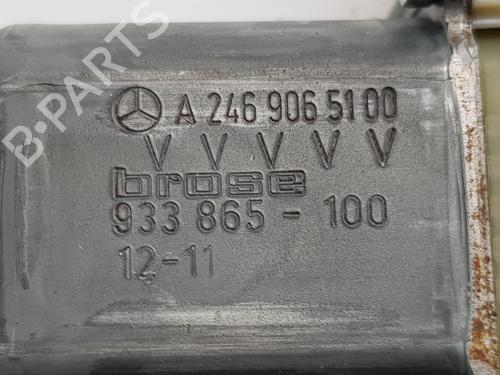 A 246 906 51 00
V V V V V
brose
933 865 - 100
12-11
B-PARTS